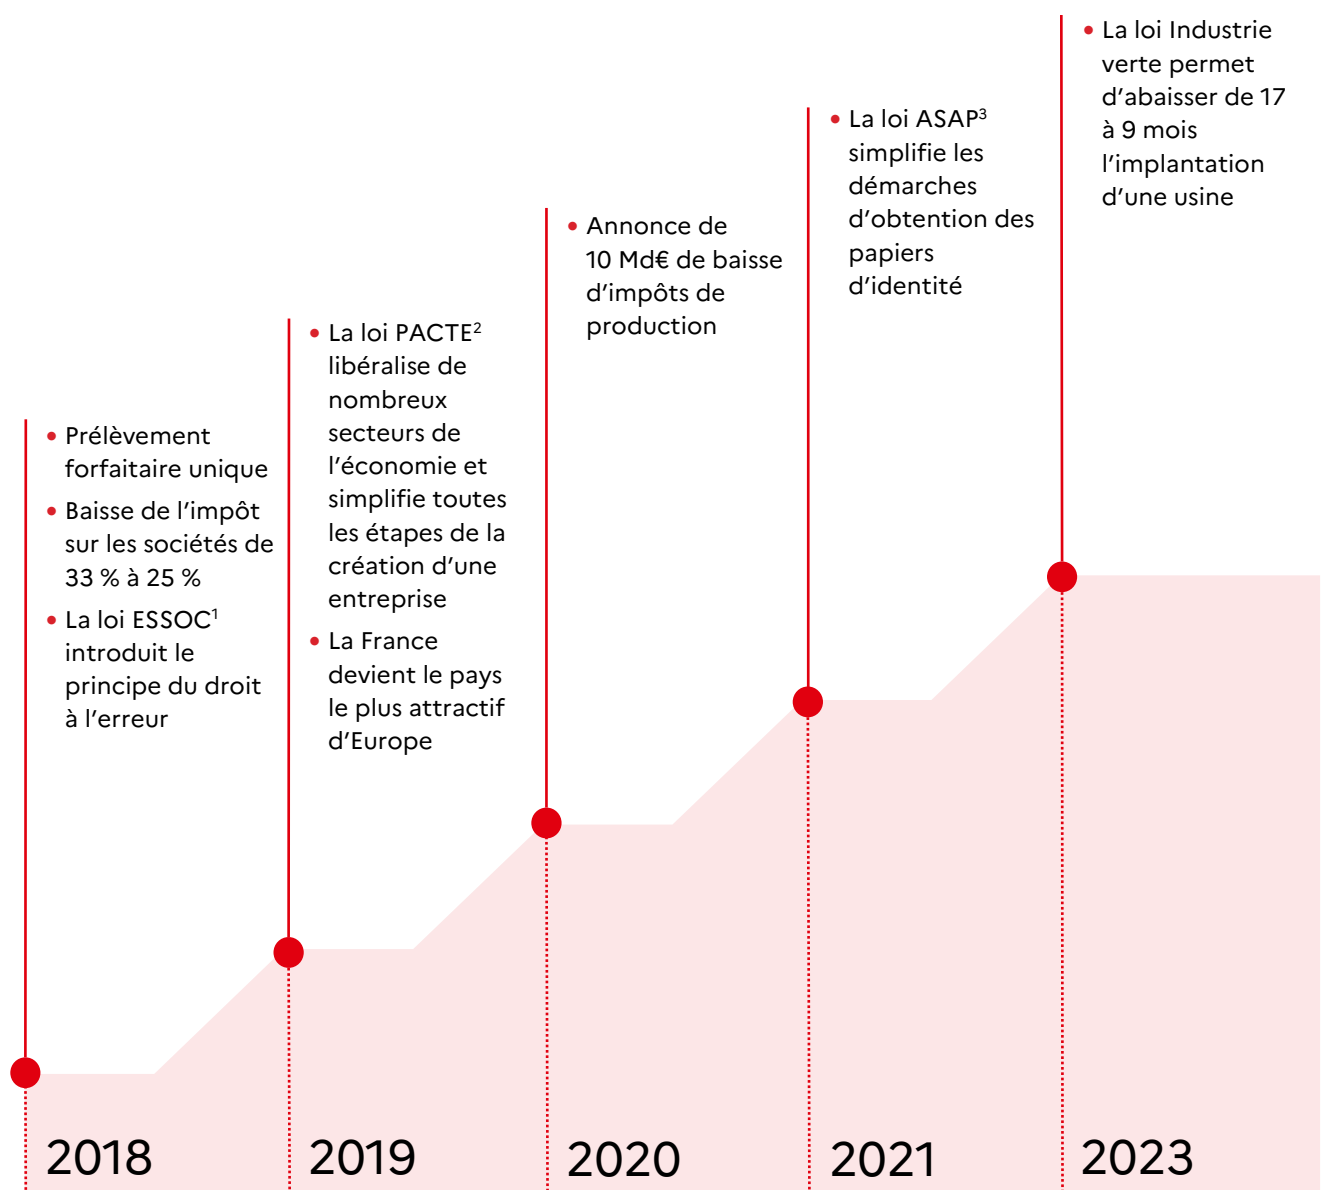 • Prélèvement
forfaitaire unique
• Baisse de l’impôt
sur les sociétés de
33 % à 25 %
• La loi ESSOC¹
introduit le
principe du droit
à l’erreur
2018
• La loi PACTE²
libéralise de
nombreux
secteurs de
l’économie et
simplifie toutes
les étapes de la
création d’une
entreprise
• La France
devient le pays
le plus attractif
d’Europe
2019
• Annonce de
10 Md€ de baisse
d’impôts de
production
2020
• La loi ASAP³
simplifie les
démarches
d’obtention des
papiers
d’identité
2021
• La loi Industrie
verte permet
d’abaisser de 17
à 9 mois
l’implantation
d’une usine
2023